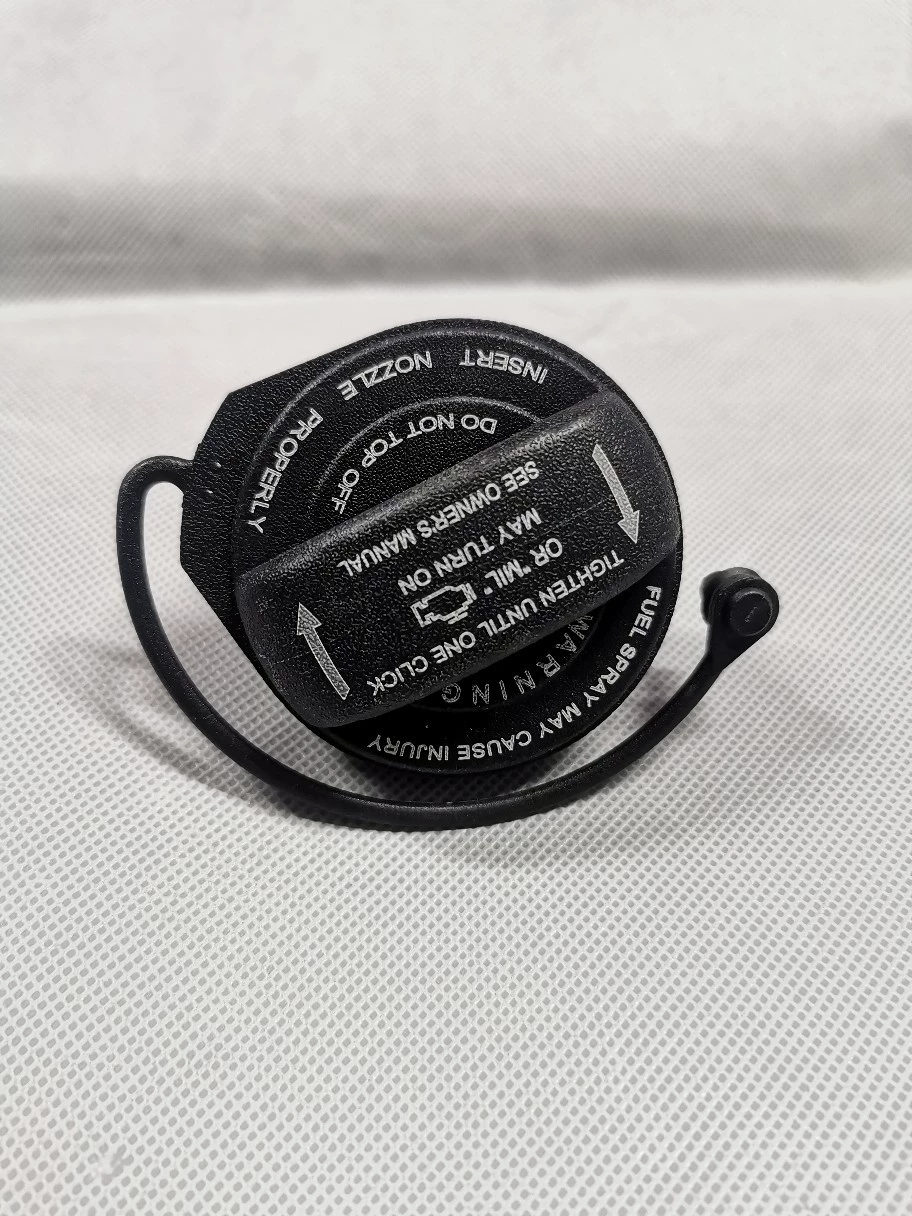 WARNING
FUEL SPRAY MAY CAUSE INJURY
TIGHTEN UNTIL ONE CLICK
OR "MIL"
MAY TURN ON
SEE OWNER'S MANUAL
DO NOT TOP OFF
INSERT NOZZLE PROPERLY